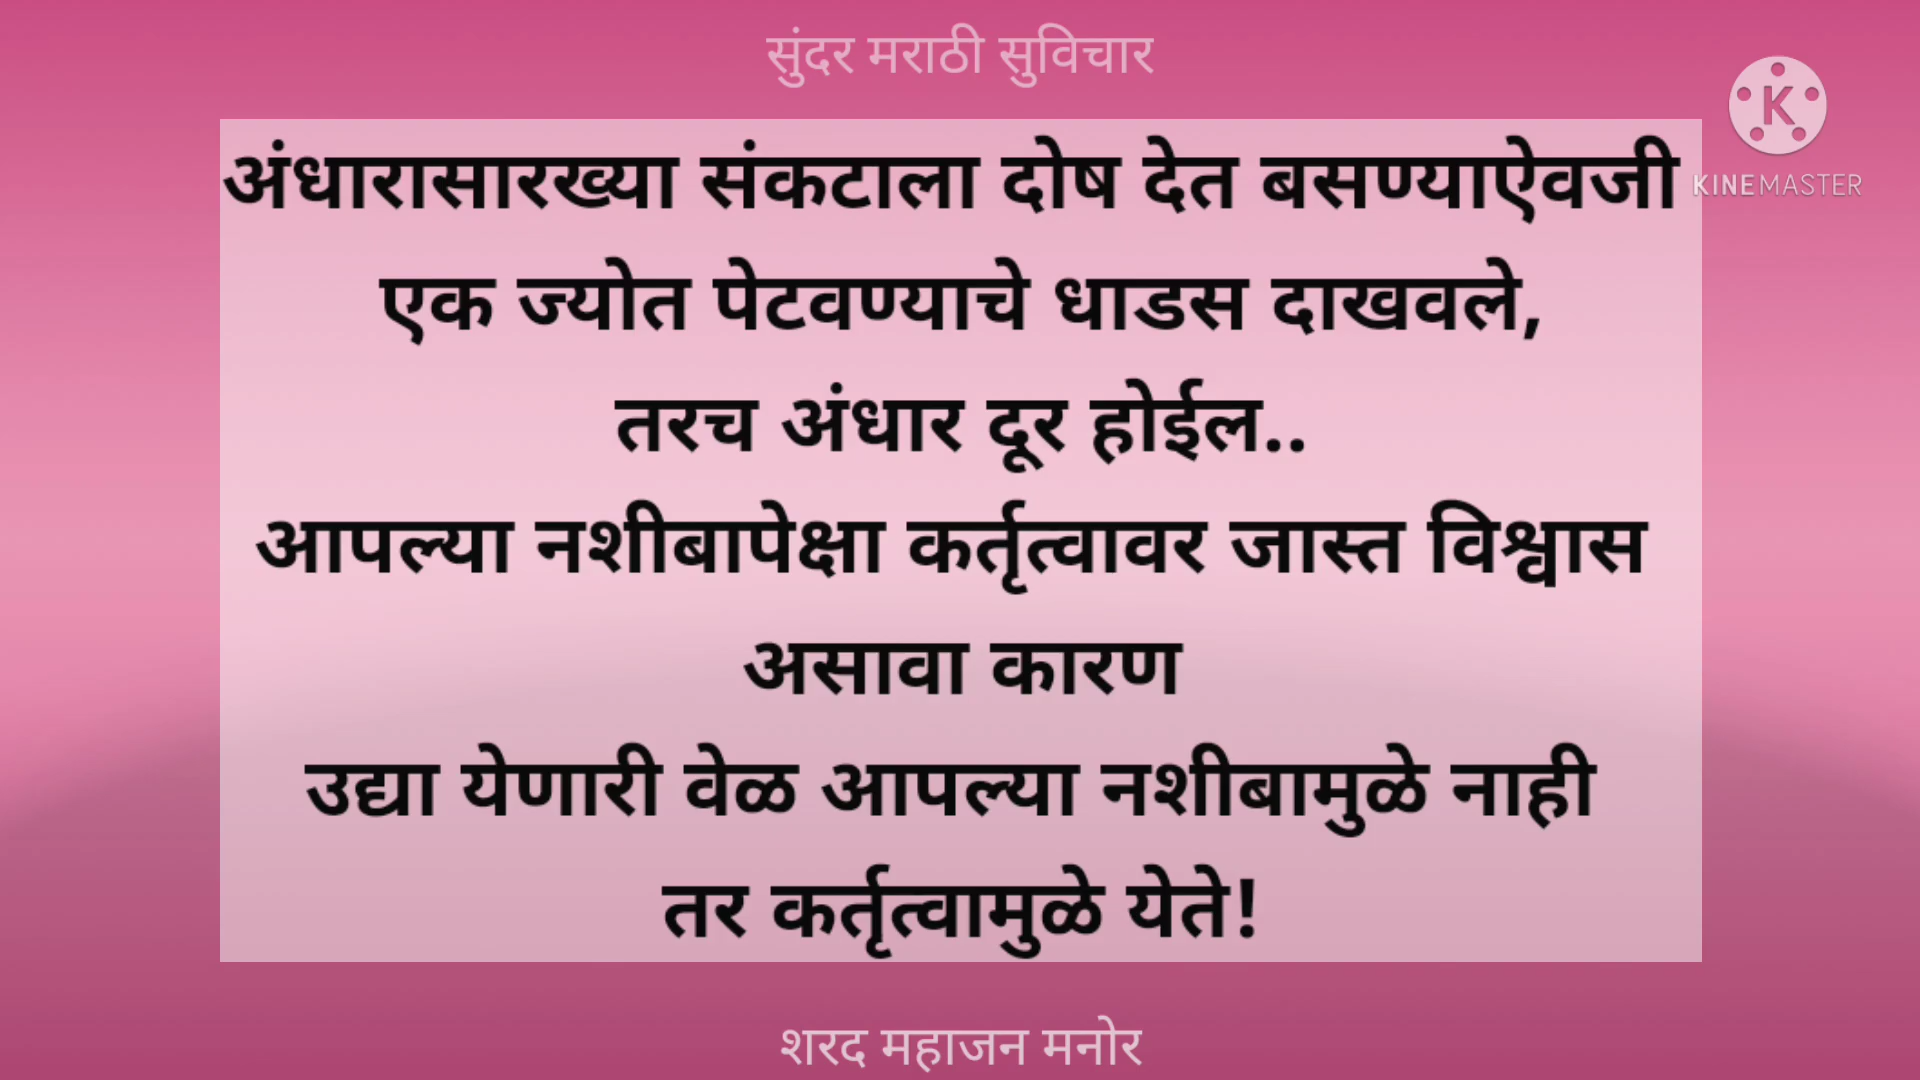 सुंदर मराठी सुविचार
अंधारासारख्या संकटाला दोष देत बसण्याऐवजी
एक ज्योत पेटवण्याचे धाडस दाखवले,
तरच अंधार दूर होईल..
आपल्या नशीबापेक्षा कर्तृत्वावर जास्त विश्वास
असावा कारण
उद्या येणारी वेळ आपल्या नशीबामुळे नाही
तर कर्तृत्वामुळे येते!
शरद महाजन मनोर
K
KINEMASTER